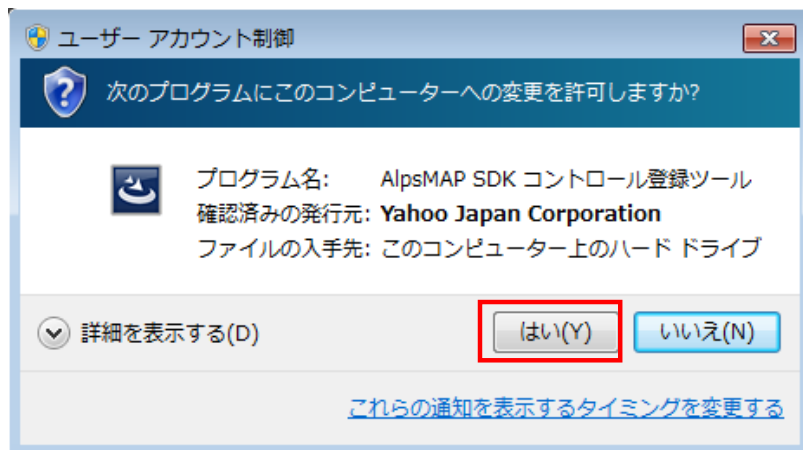 ユーザー アカウント制御
次のプログラムにこのコンピューターへの変更を許可しますか?
プログラム名: AlpsMAP SDK コントロール登録ツール
確認済みの発行元: Yahoo Japan Corporation
ファイルの入手先: このコンピューター上のハード ドライブ
詳細を表示する(D) はい(Y) いいえ(N)
これらの通知を表示するタイミングを変更する